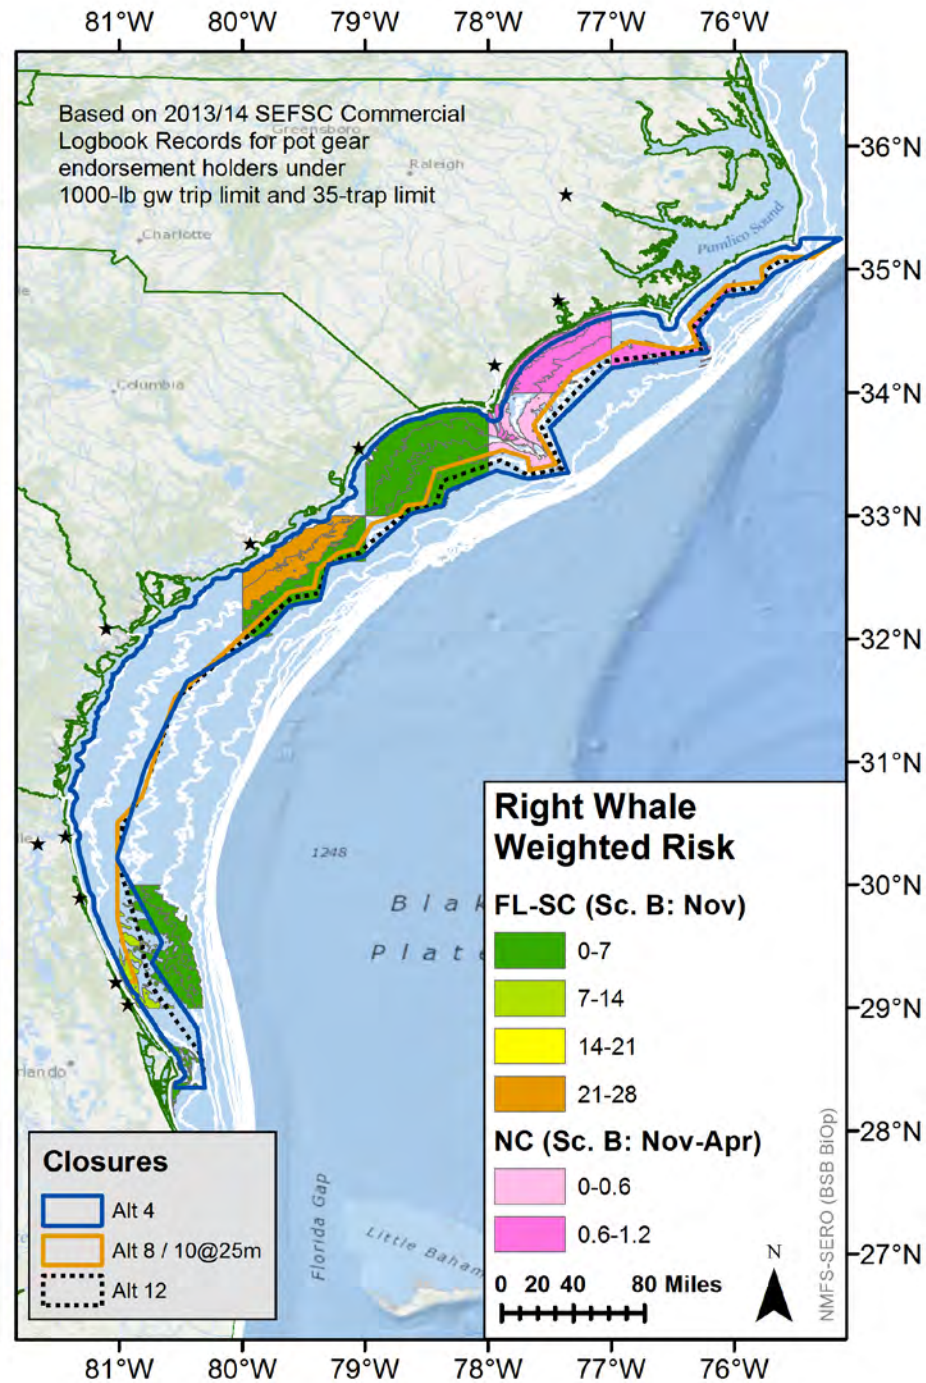 81°W 80°W 79°W 78°W 77°W 76°W
Based on 2013/14 SEFSC Commercial
Logbook Records for pot gear
endorsement holders under
1000-lb gw trip limit and 35-trap limit
Greensboro
Raleigh
Charlotte
Columbia
Pamlico Sound
36°N
35°N
34°N
33°N
32°N
31°N
30°N
29°N
28°N
27°N
1248
Blak
Plate
lando
Florida Gap
Little Baham
Right Whale
Weighted Risk
FL-SC (Sc. B: Nov)
0-7
7-14
14-21
21-28
NC (Sc. B: Nov-Apr)
0-0.6
0.6-1.2
0 20 40 80 Miles
N
NMFS-SERO (BSB BiOp)
Closures
Alt 4
Alt 8 / 10@25m
Alt 12
81°W 80°W 79°W 78°W 77°W 76°W